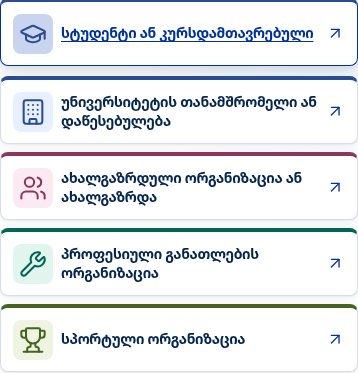 სტუდენტი ან კურსდამთავრებული
უნივერსიტეტის თანამშრომელი ან
დაწესებულება
ახალგაზრდული ორგანიზაცია ან
ახალგაზრდა
პროფესიული განათლების
ორგანიზაცია
სპორტული ორგანიზაცია